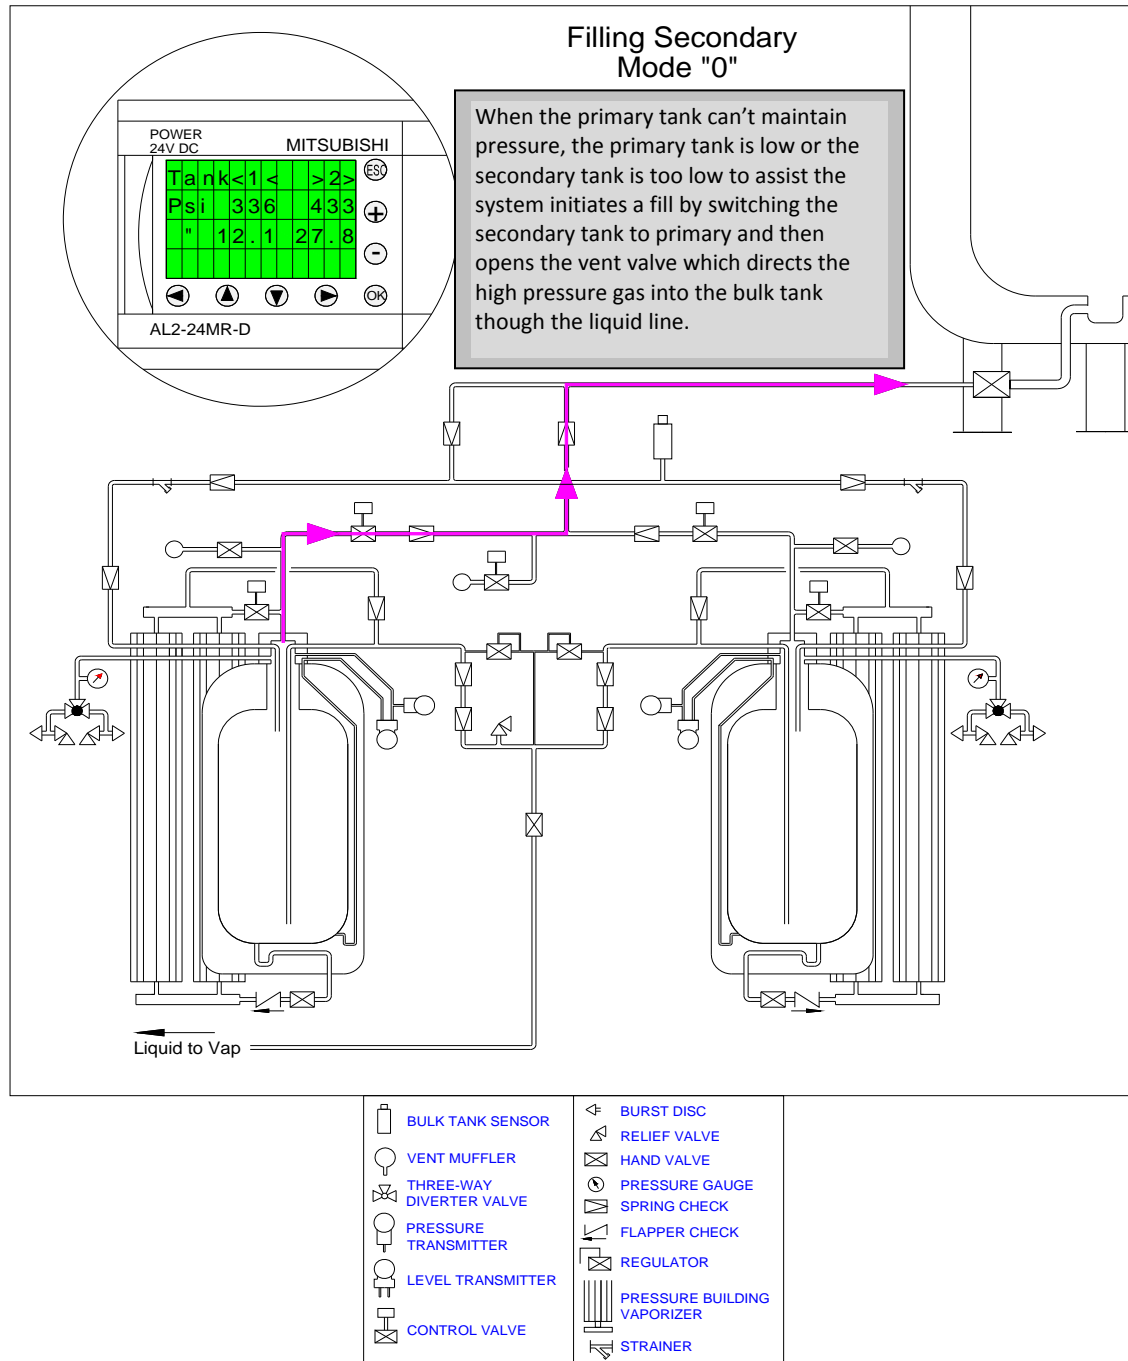 Filling Secondary
Mode "0"
When the primary tank can’t maintain
pressure, the primary tank is low or the
secondary tank is too low to assist the
system initiates a fill by switching the
secondary tank to primary and then
opens the vent valve which directs the
high pressure gas into the bulk tank
though the liquid line.
POWER
24V DC
MITSUBISHI
Tank<1< >2>
Psi 336 433
" 12.1 27.8
ESC
+
-
OK
AL2-24MR-D
Liquid to Vap
BULK TANK SENSOR
VENT MUFFLER
THREE-WAY
DIVERTER VALVE
PRESSURE
TRANSMITTER
LEVEL TRANSMITTER
CONTROL VALVE
BURST DISC
RELIEF VALVE
HAND VALVE
PRESSURE GAUGE
SPRING CHECK
FLAPPER CHECK
REGULATOR
PRESSURE BUILDING
VAPORIZER
STRAINER